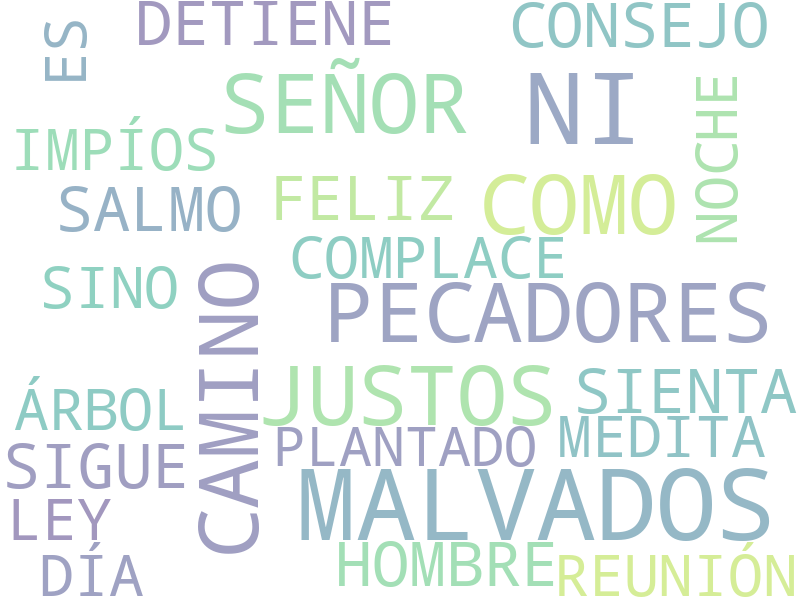 ES
DETIENE
CONSEJO
SEÑOR
NI
NOCHE
IMPÍOS
SALMO
FELIZ
COMO
COMPLACE
SINO
CAMINO
PECADORES
JUSTOS
SIENTA
ÁRBOL
PLANTADO
MEDITA
SIGUE
MALVADOS
LEY
HOMBRE
REUNIÓN
DÍA